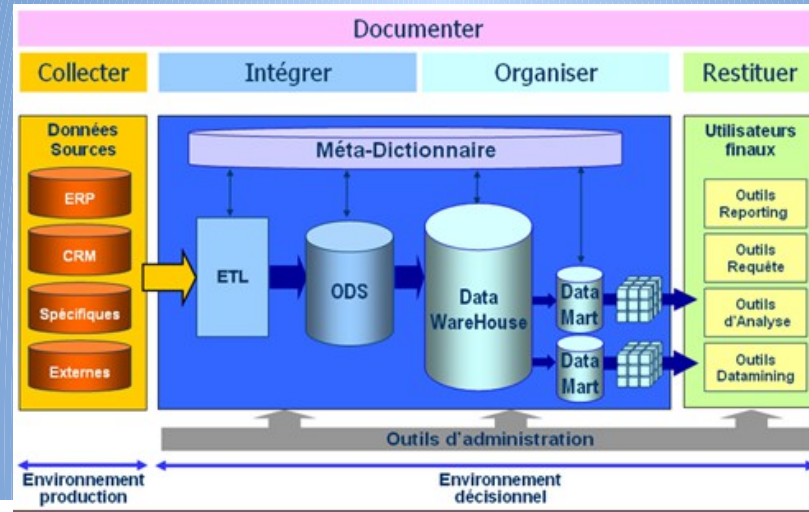 Documenter
Collecter
Intégrer
Organiser
Restituer
Données
Sources
ERP
CRM
Spécifiques
Externes
Méta-Dictionnaire
ETL
ODS
Data
WareHouse
Data
Mart
Data
Mart
Utilisateurs
finaux
Outils
Reporting
Outils
Requête
Outils
d'Analyse
Outils
Datamining
Outils d'administration
Environnement
production
Environnement
décisionnel